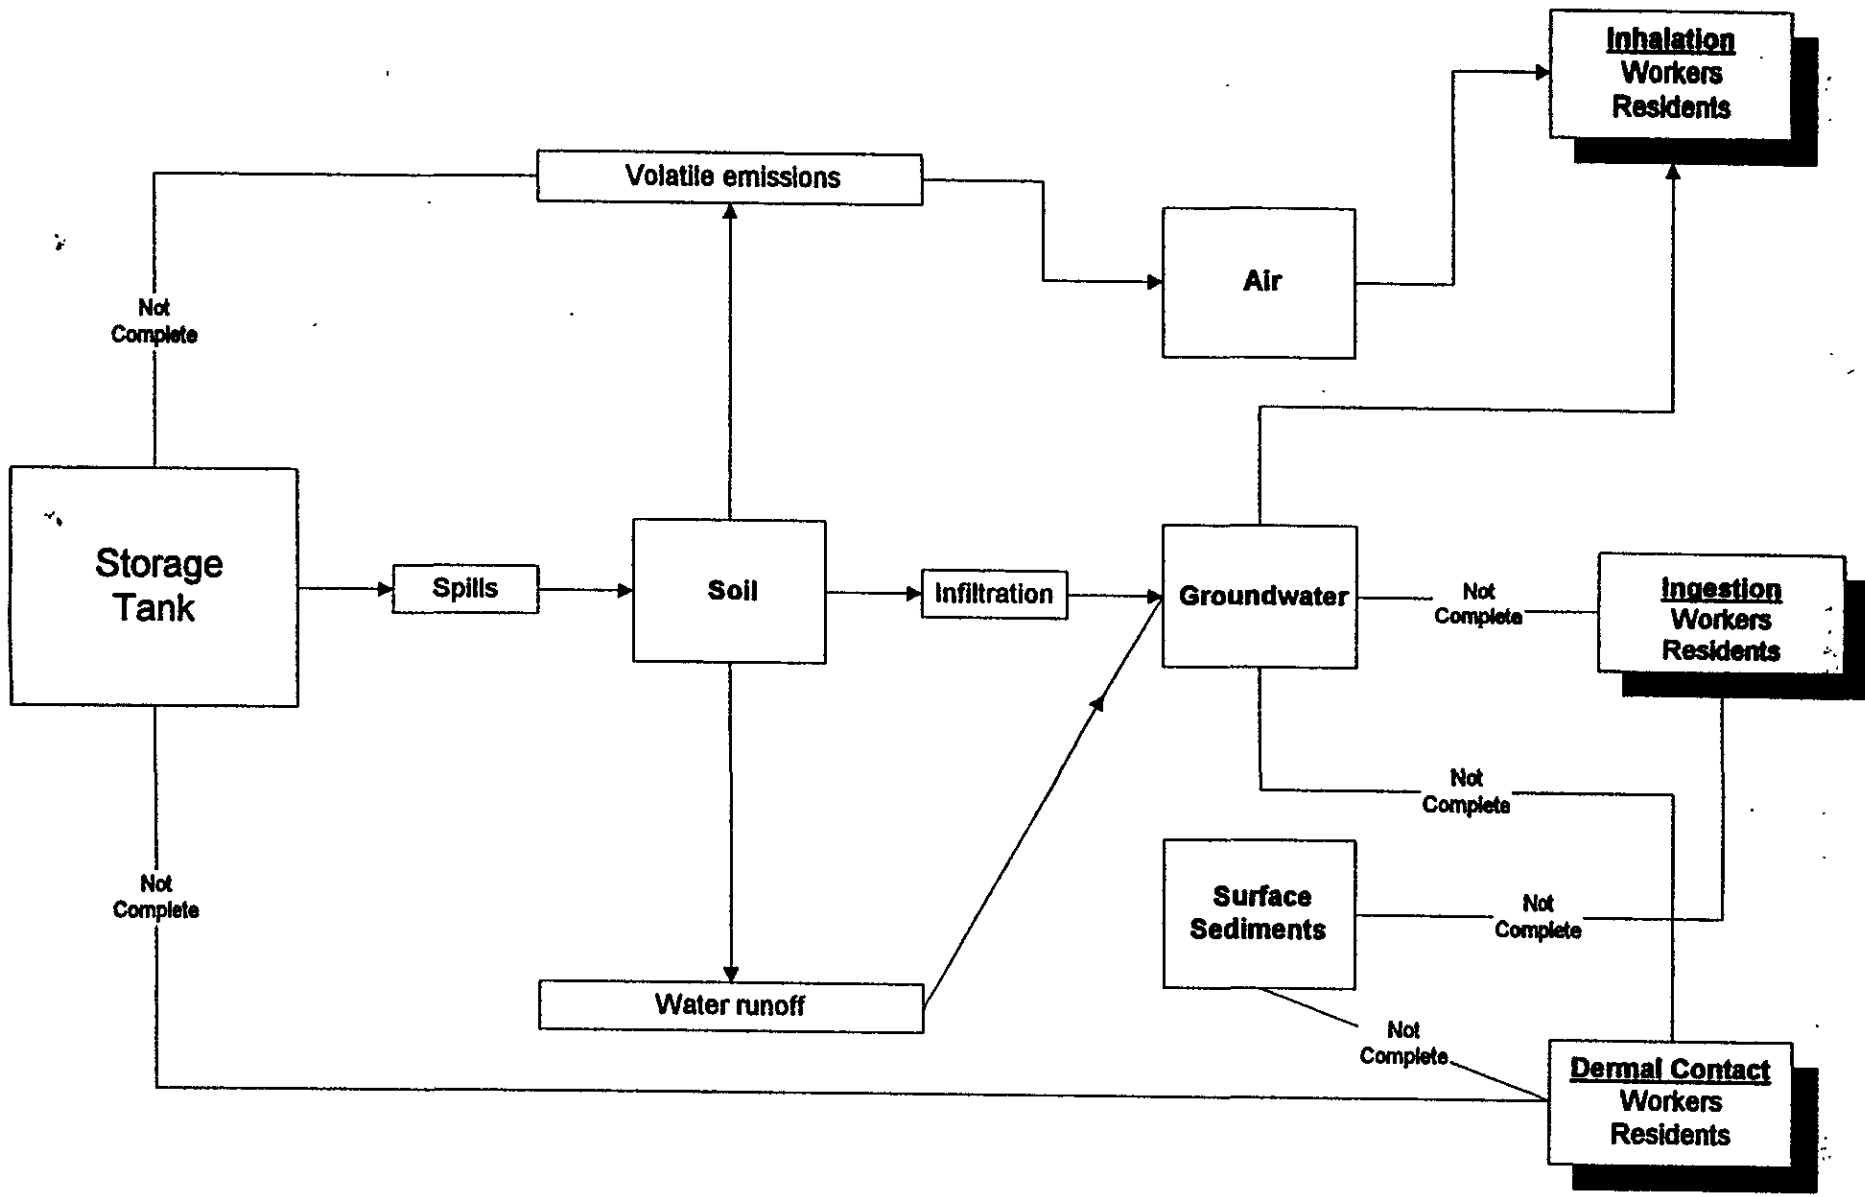 Inhalation
Workers
Residents
Volatile emissions
Air
Not
Complete
Storage
Tank
Spills
Soil
Infiltration
Groundwater
Not
Complete
Ingestion
Workers
Residents
Not
Complete
Not
Complete
Surface
Sediments
Not
Complete
Water runoff
Not
Complete
Dermal Contact
Workers
Residents